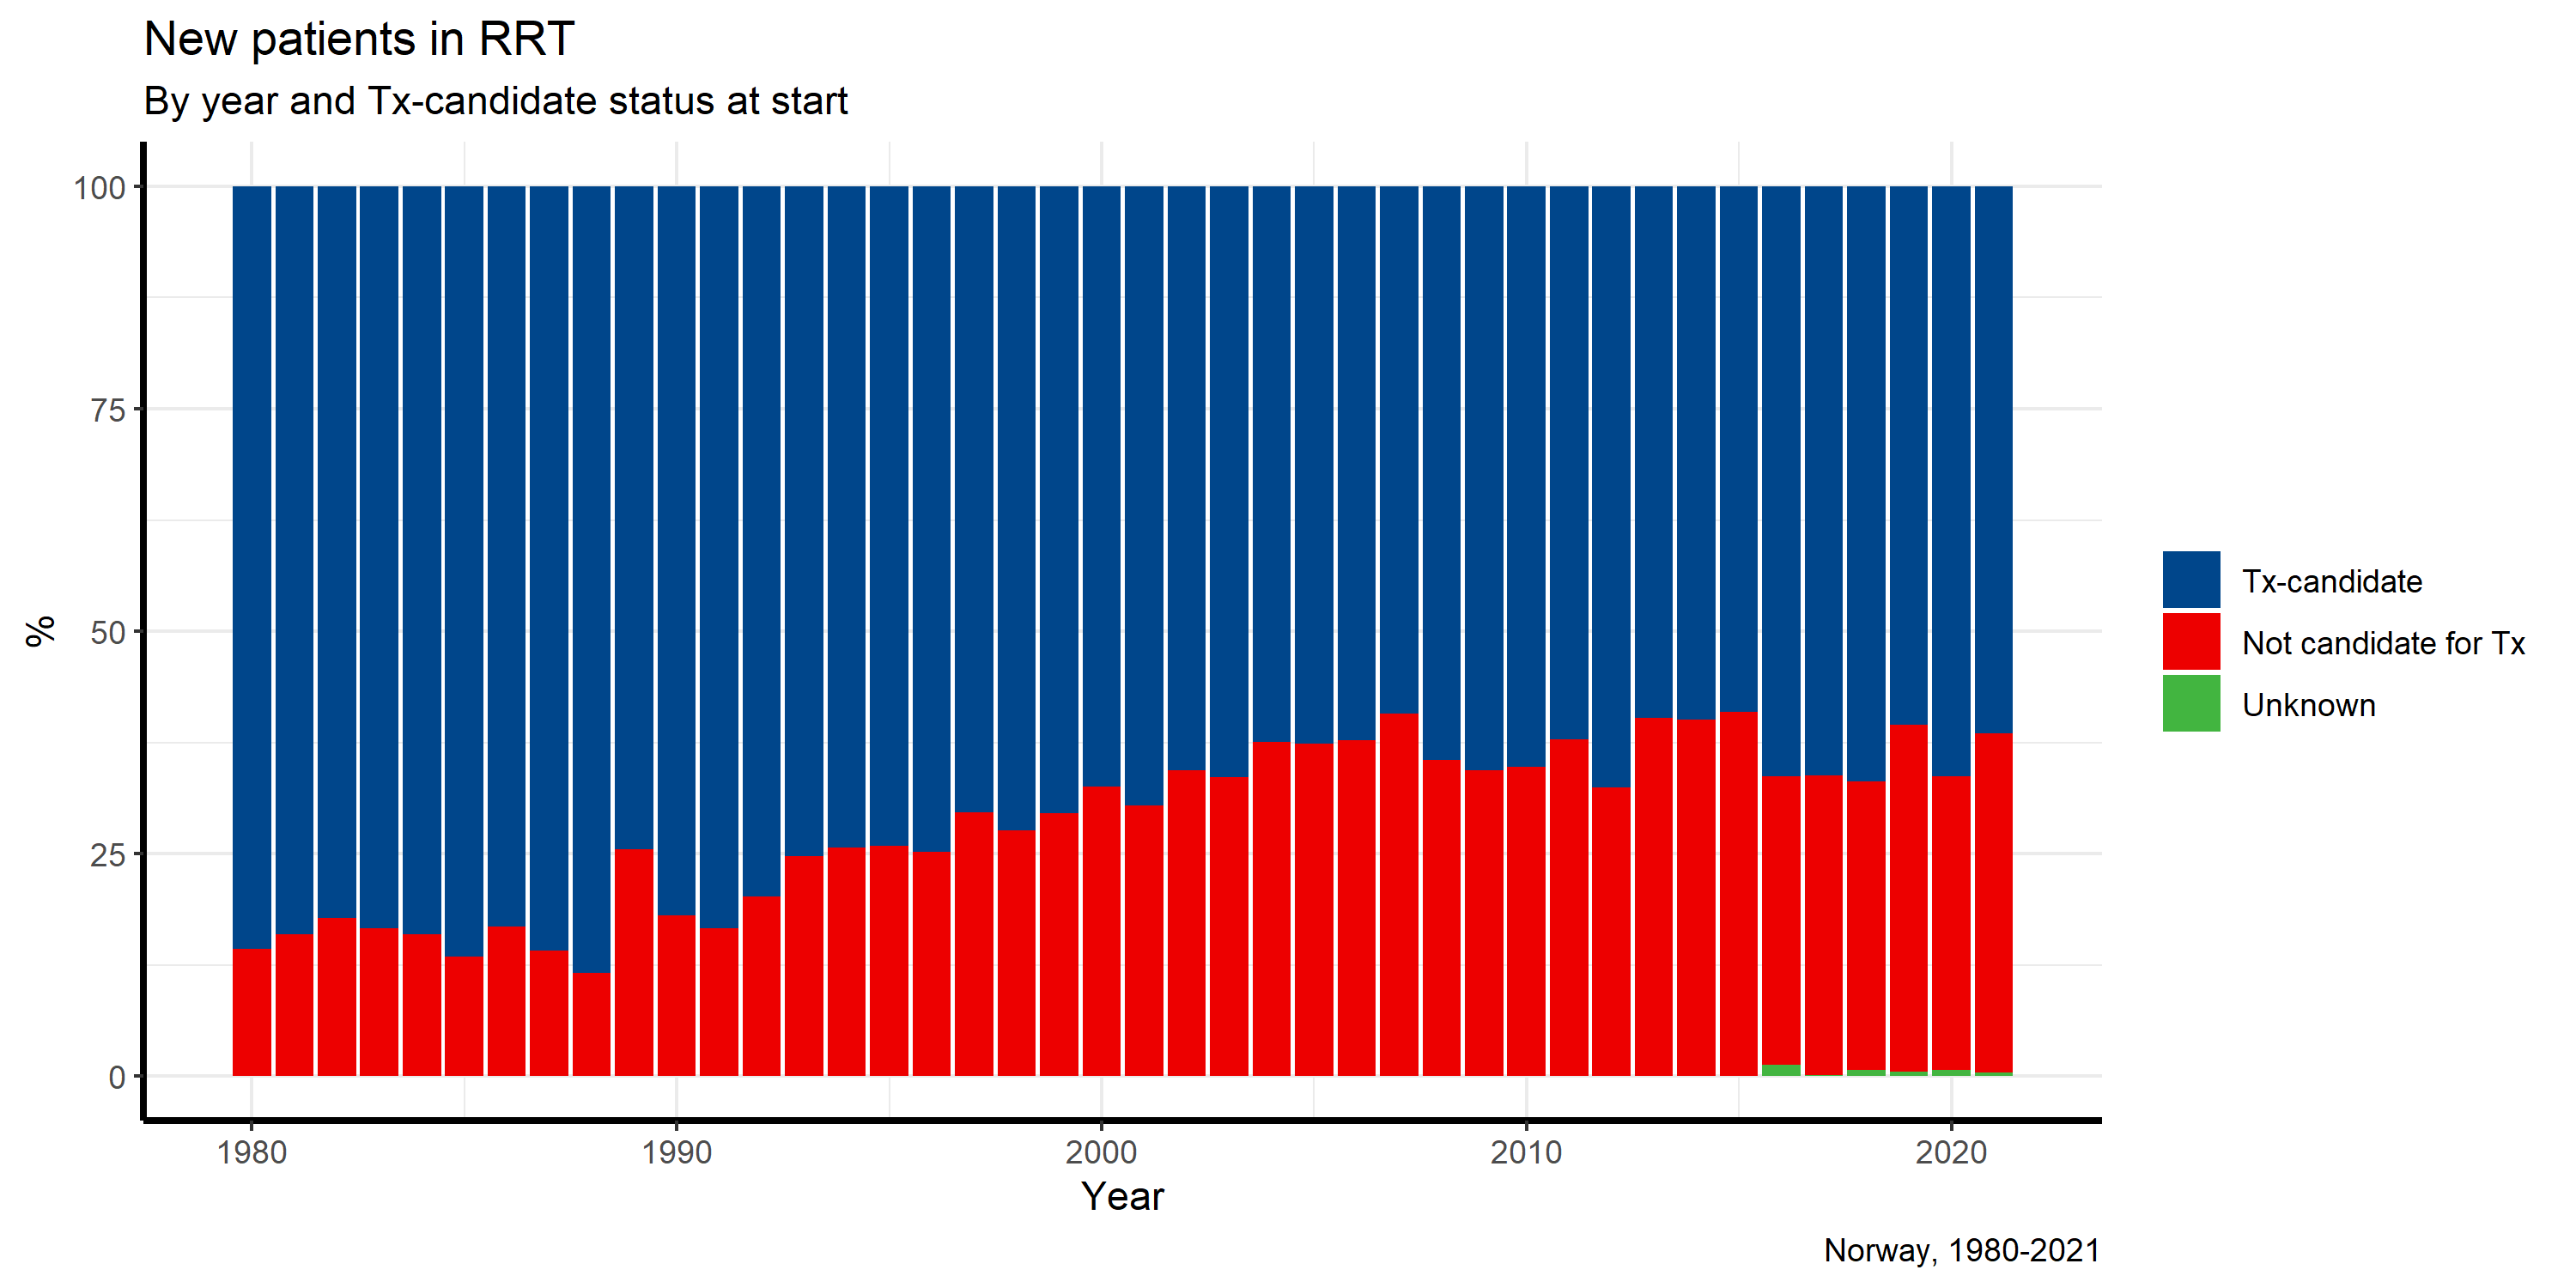 New patients in RRT
By year and Tx-candidate status at start
100
75
50
25
0
%
1980 1990 2000 2010 2020
Year
Tx-candidate
Not candidate for Tx
Unknown
Norway, 1980-2021